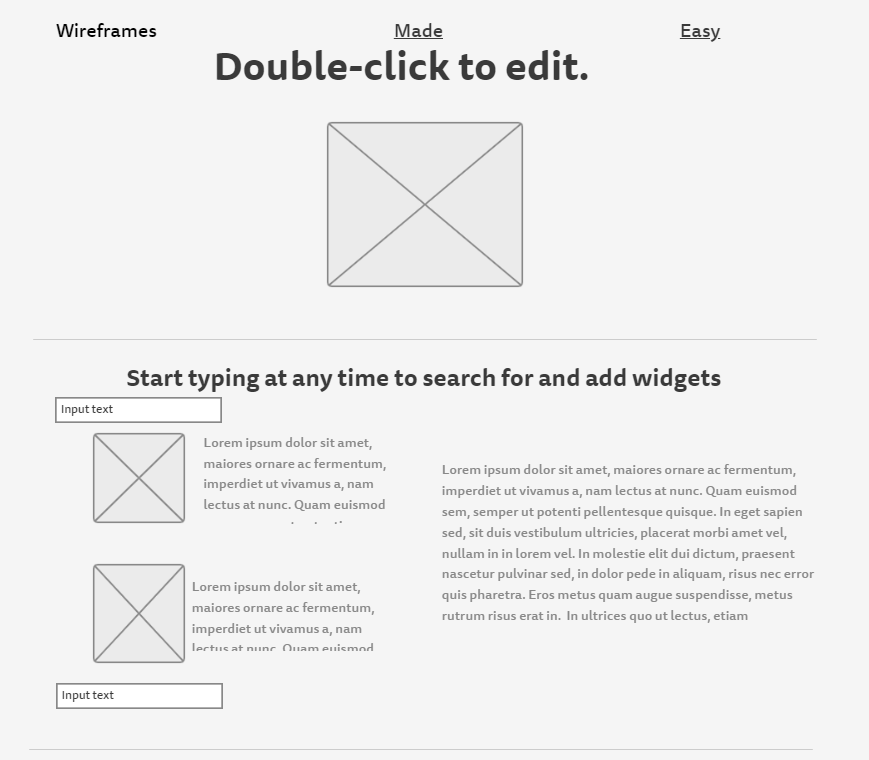 Wireframes Made Easy
Double-click to edit.
Start typing at any time to search for and add widgets
Input text
Lorem ipsum dolor sit amet,
maiores ornare ac fermentum,
imperdiet ut vivamus a, nam
lectus at nunc. Quam euismod
Lorem ipsum dolor sit amet,
maiores ornare ac fermentum,
imperdiet ut vivamus a, nam
lectus at nunc. Quam euismod
Lorem ipsum dolor sit amet, maiores ornare ac fermentum,
imperdiet ut vivamus a, nam lectus at nunc. Quam euismod
sem, semper ut potenti pellentesque quisque. In eget sapien
sed, sit duis vestibulum ultricies, placerat morbi amet vel,
nullam in in lorem vel. In molestie elit dui dictum, praesent
nascetur pulvinar sed, in dolor pede in aliquam, risus nec error
quis pharetra. Eros metus quam augue suspendisse, metus
rutrum risus erat in.  In ultrices quo ut lectus, etiam
Input text